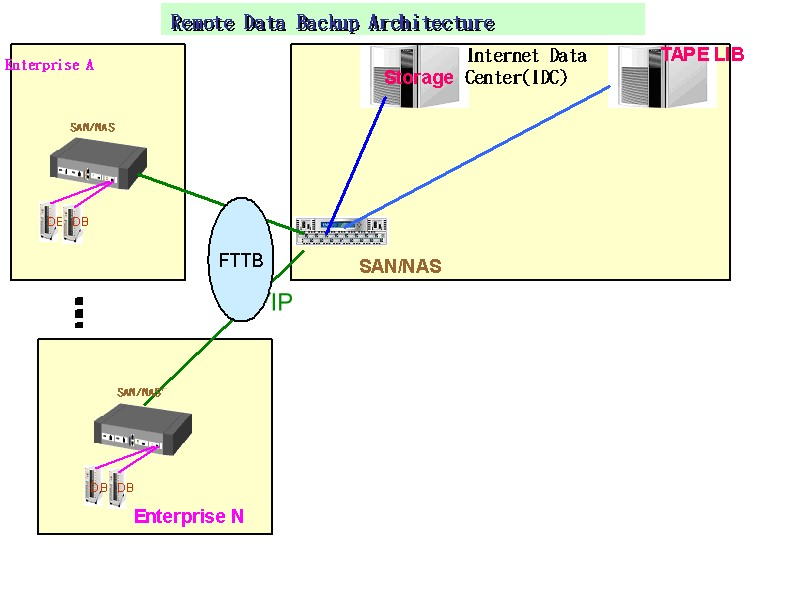 Remote Data Backup Architecture
Enterprise A
Internet Data
Center(IDC)
Storage
TAPE LIB
SAN/NAS
DB DB
FTTB
SAN/NAS
IP
SAN/NAS
DB DB
Enterprise N